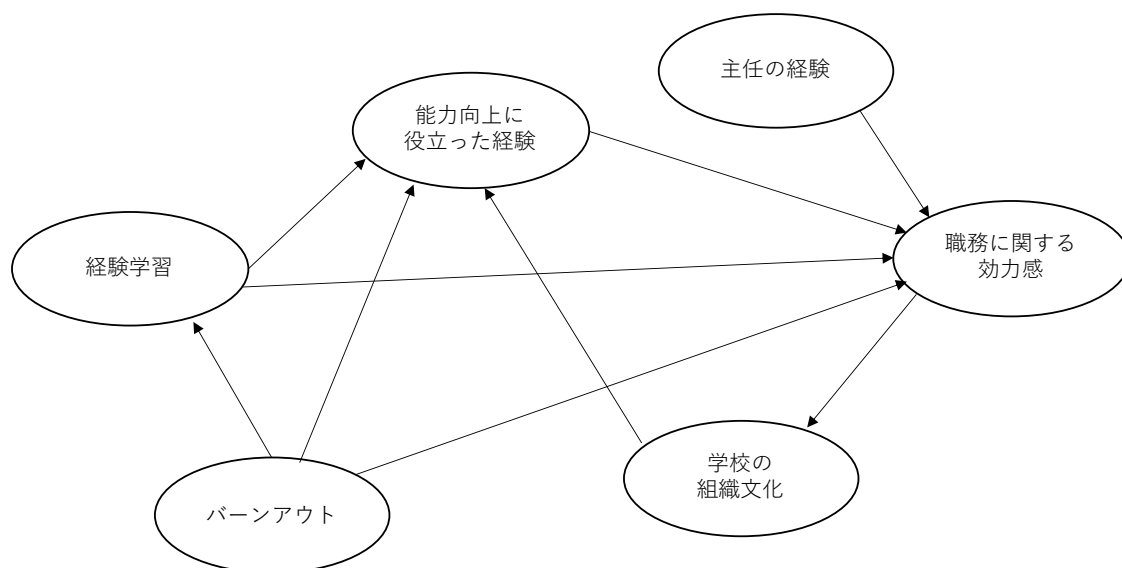 主任の経験
能力向上に
役立った経験
職務に関する
効力感
経験学習
学校の
組織文化
バーンアウト